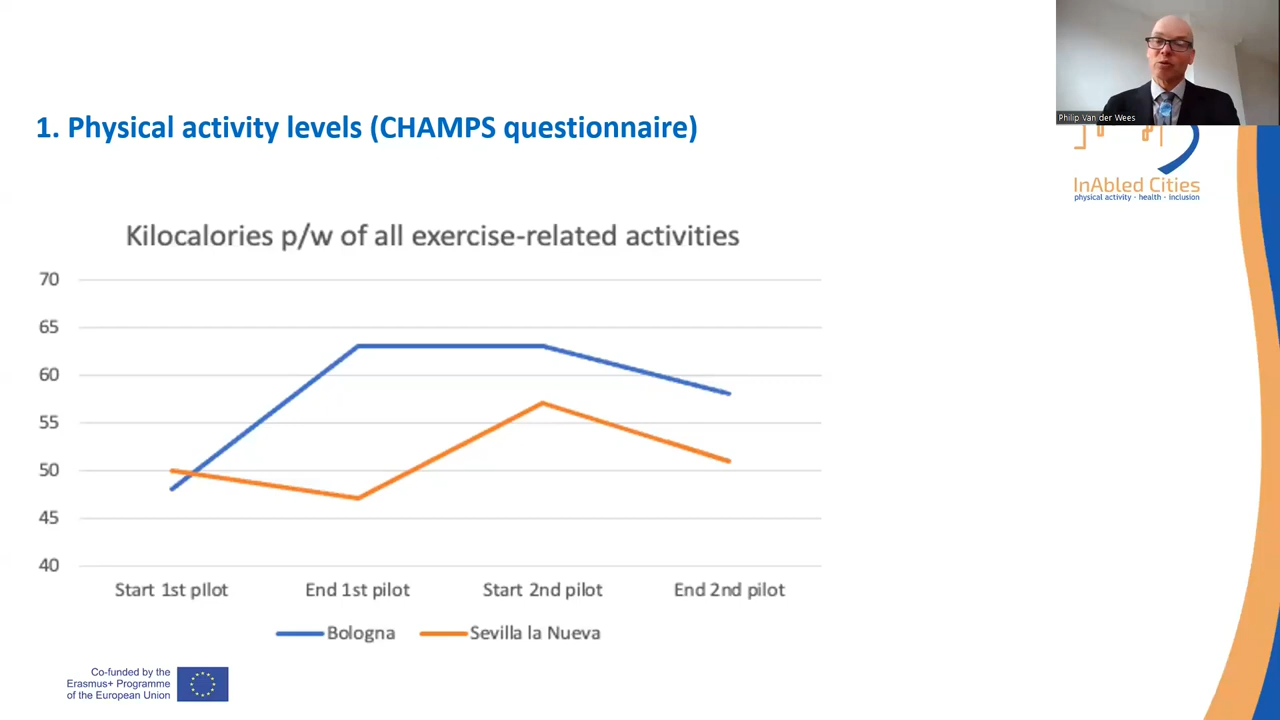 Philip Van der Wees
1. Physical activity levels (CHAMPS questionnaire)
InAbled Cities
physical activity - health - inclusion
Kilocalories p/w of all exercise-related activities
70
65
60
55
50
45
40
Start 1st pIlot
End 1st pilot
Start 2nd pilot
End 2nd pilot
Bologna
Sevilla la Nueva
Co-funded by the
Erasmus+ Programme
of the European Union